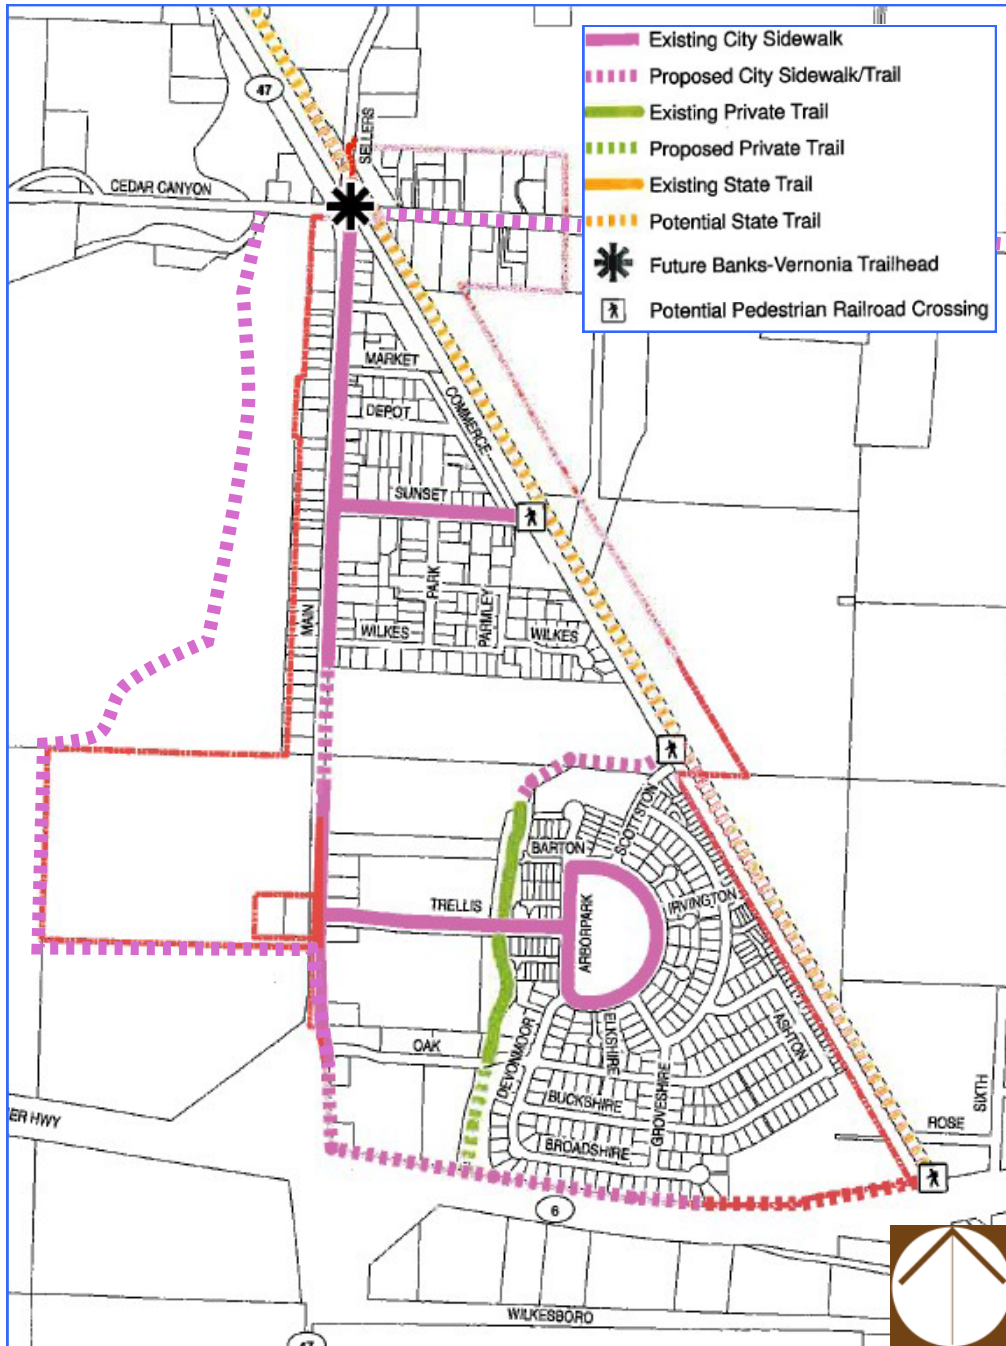 Existing City Sidewalk
Proposed City Sidewalk/Trail
Existing Private Trail
Proposed Private Trail
Existing State Trail
Potential State Trail
Future Banks-Vernonia Trailhead
Potential Pedestrian Railroad Crossing
47
SELLERS
CEDAR CANYON
MARKET
COMMERCE
DEPOT
SUNSET
PARK
PARMLEY
MAIN
WILKES
WILKES
SCOTTSTON
BARTON
TRELLIS
IRVINGTON
ARBORPARK
ASHTON
ELKSHIRE
OAK
DEVONMOOR
GROVESHIRE
BUCKSHIRE
BROADSHIRE
SIXTH
ROSE
ER HWY
6
WILKESBORO
47